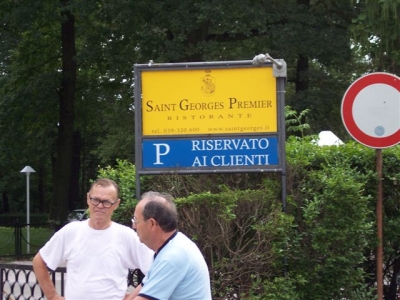 SAINT GEORGES PREMIER
RISTORANTE
P RISERVATO
AI CLIENTI